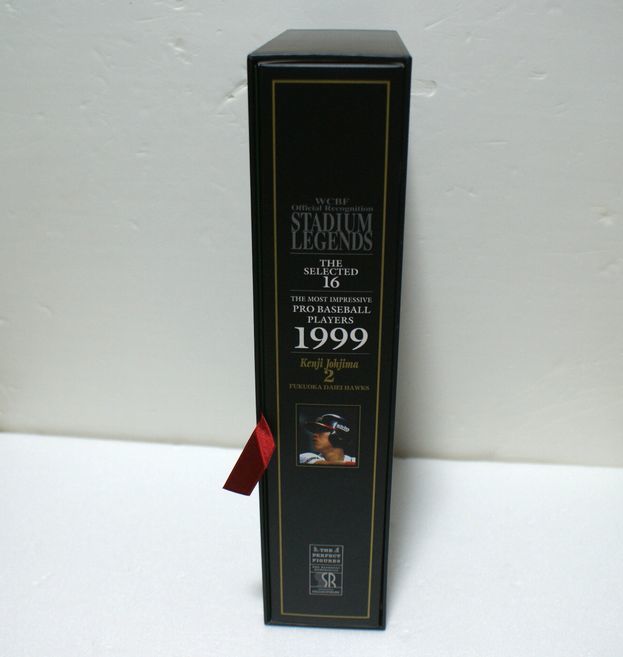 WCBF
Official Recognition
STADIUM
LEGENDS
THE
SELECTED
16
THE MOST IMPRESSIVE
PRO BASEBALL
PLAYERS
1999
Kenji Johjima
2
FUKUOKA DAIEI HAWKS
THE
PERFECT
FIGURES
SR